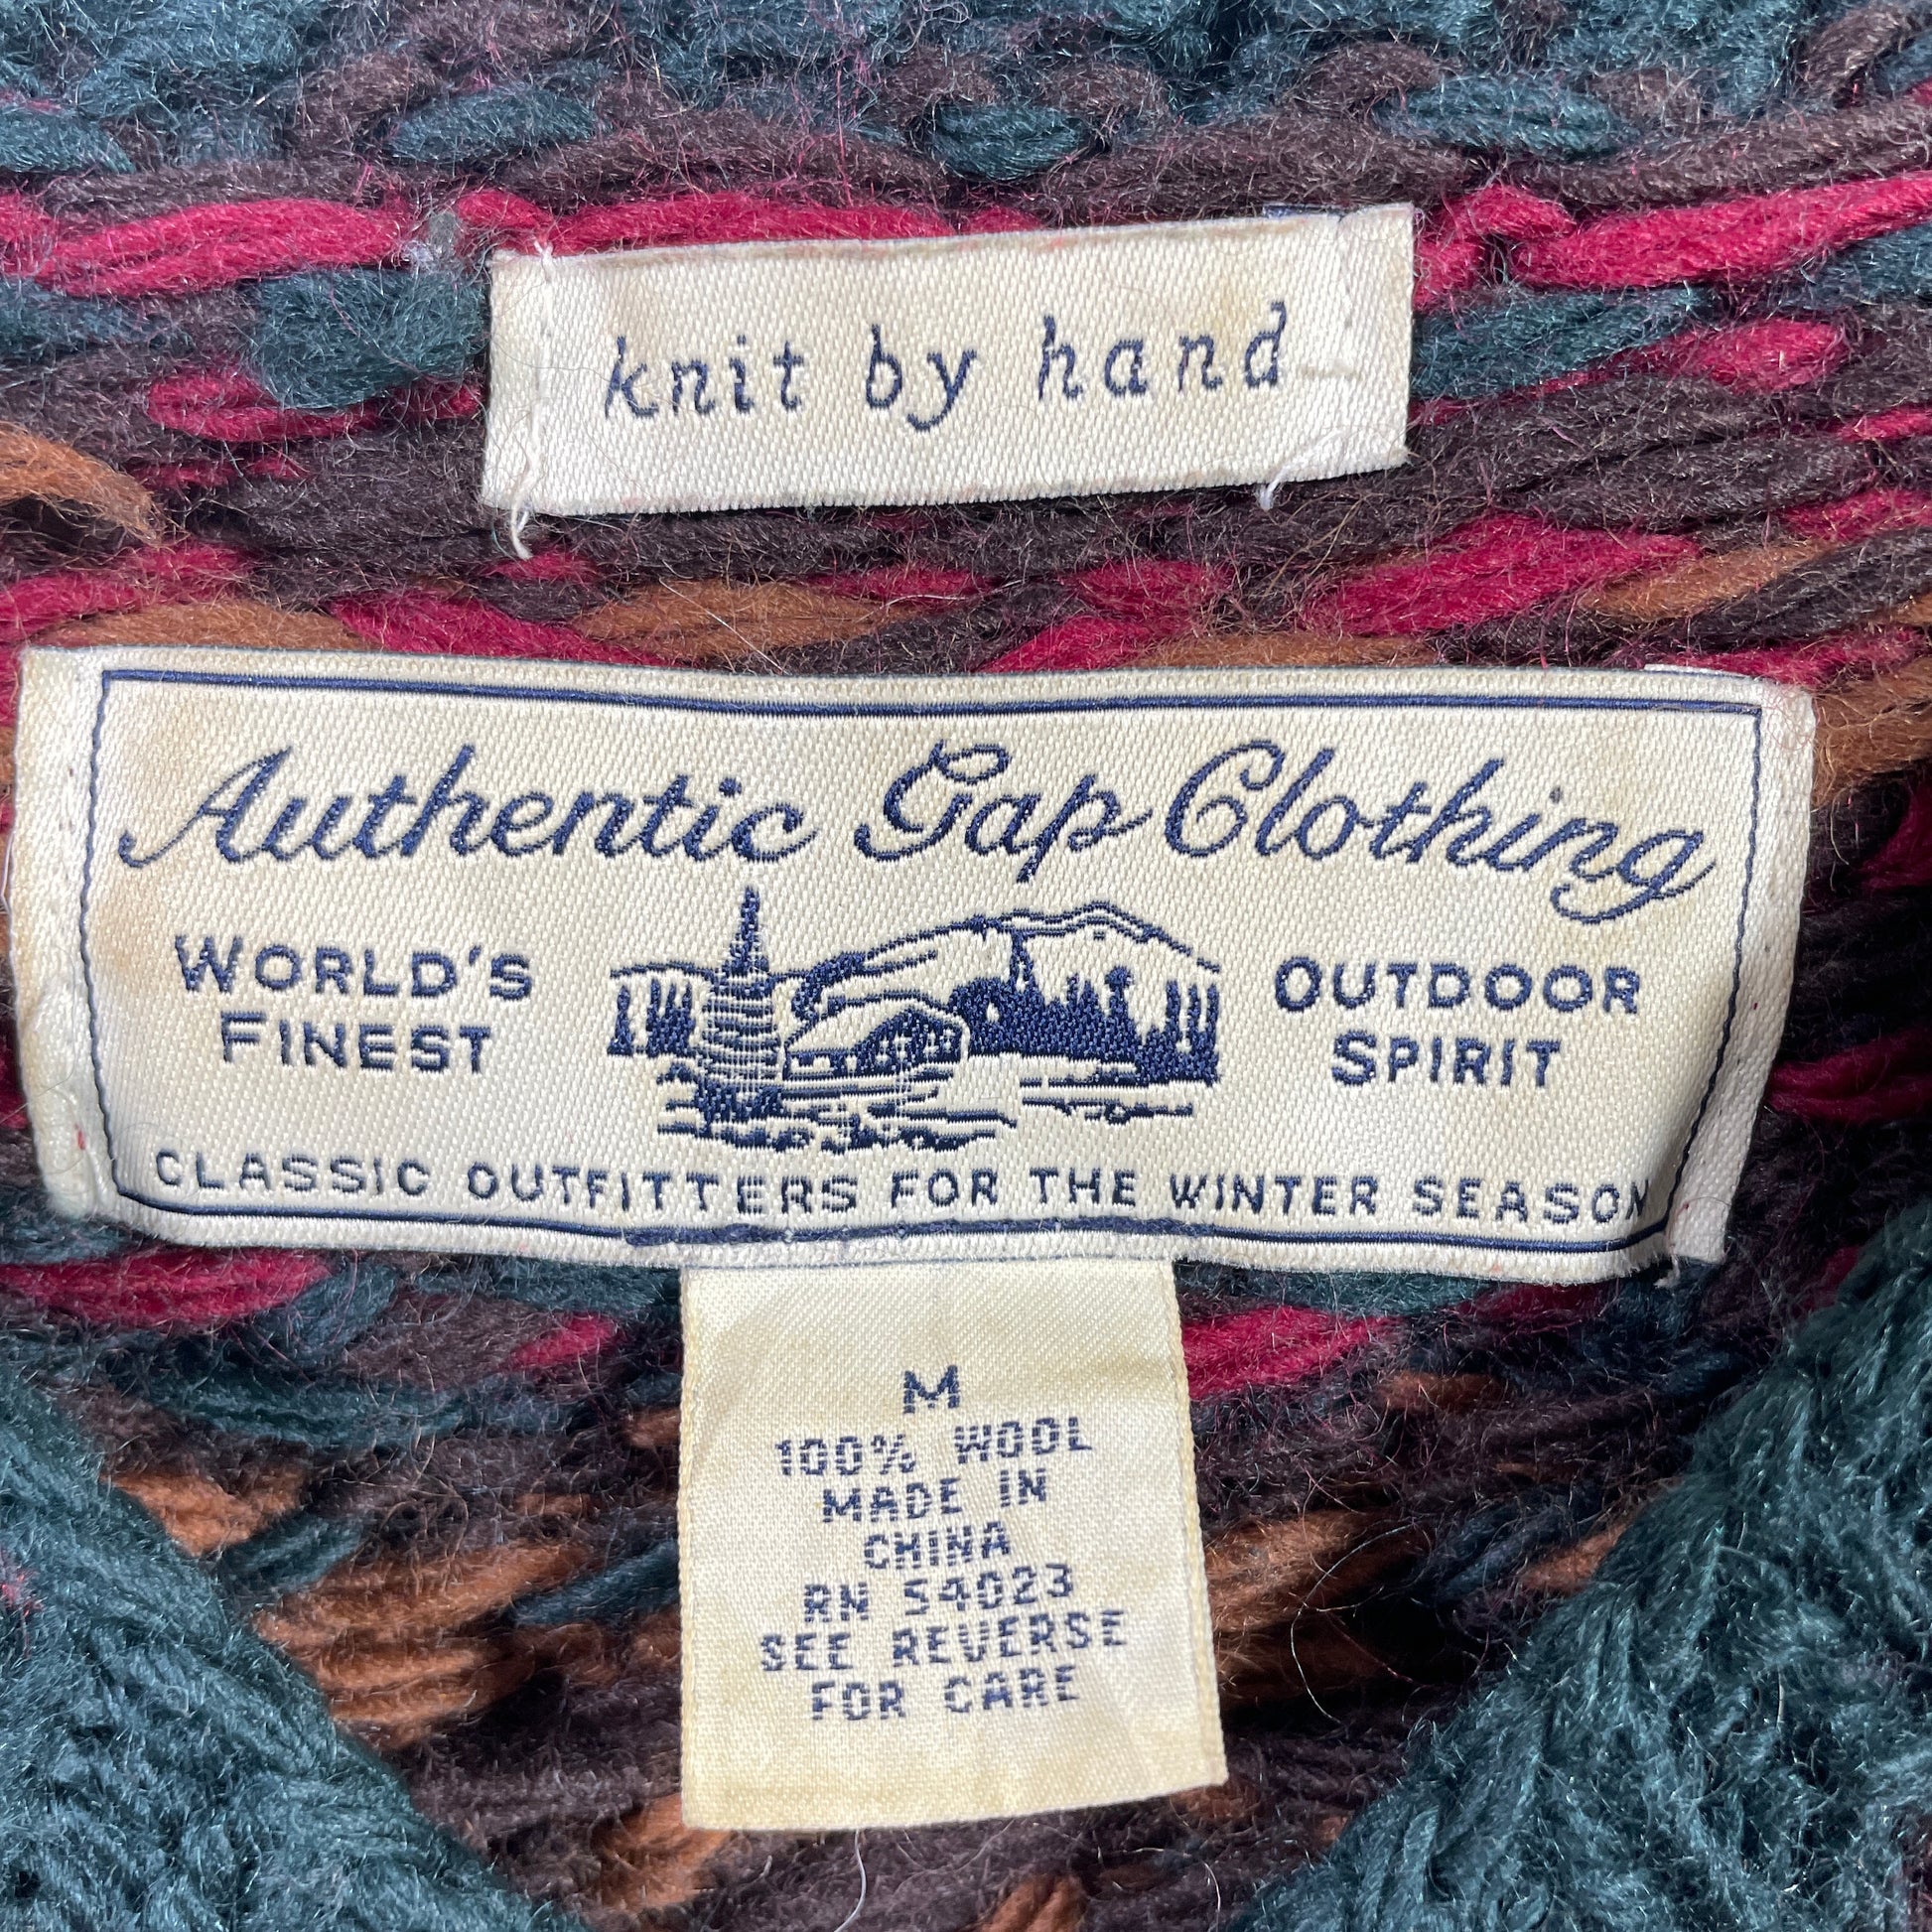 knit by hand
Authentic Gap Clothing
WORLD'S
FINEST
OUTDOOR
SPIRIT
CLASSIC OUTFITTERS FOR THE WINTER SEASON
M
100% WOOL
MADE IN
CHINA
RN 54023
SEE REVERSE
FOR CARE